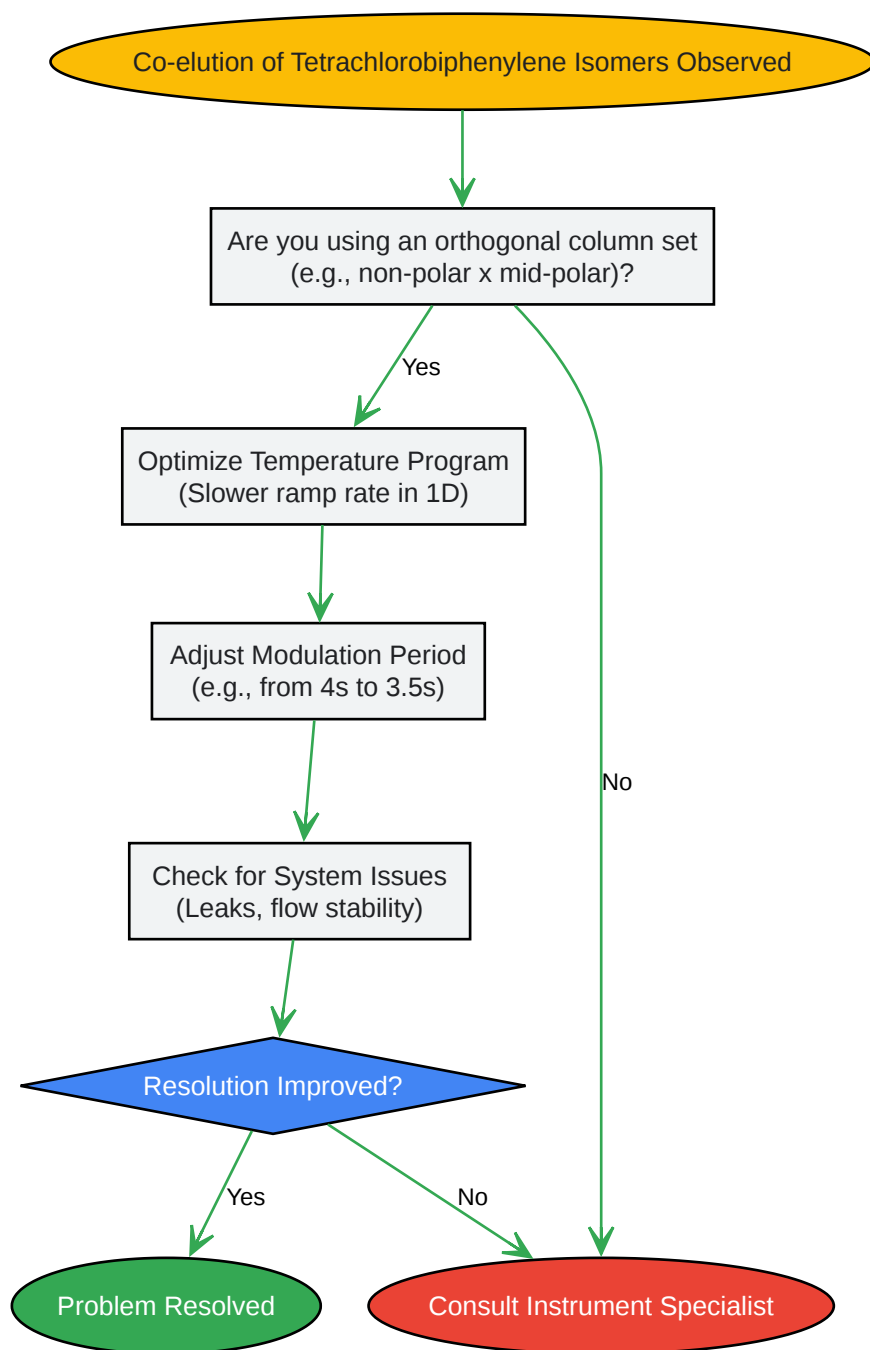 Co-elution of Tetrachlorobiphenylene Isomers Observed
Are you using an orthogonal column set
(e.g., non-polar x mid-polar)?
Yes
Optimize Temperature Program
(Slower ramp rate in 1D)
Adjust Modulation Period
(e.g., from 4s to 3.5s)
No
Check for System Issues
(Leaks, flow stability)
Resolution Improved?
Yes
No
Problem Resolved
Consult Instrument Specialist